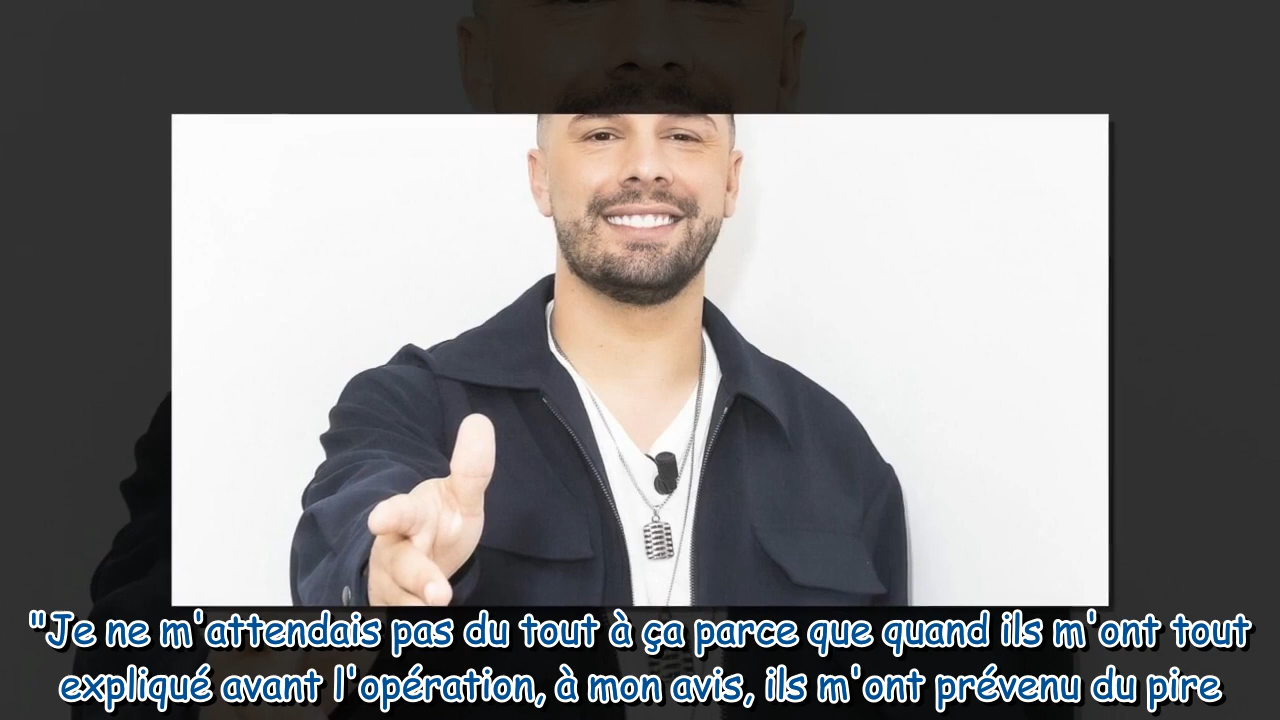 "Je ne m'attendais pas du tout à ça parce que quand ils m'ont tout
expliqué avant l'opération, à mon avis, ils m'ont prévenu du pire